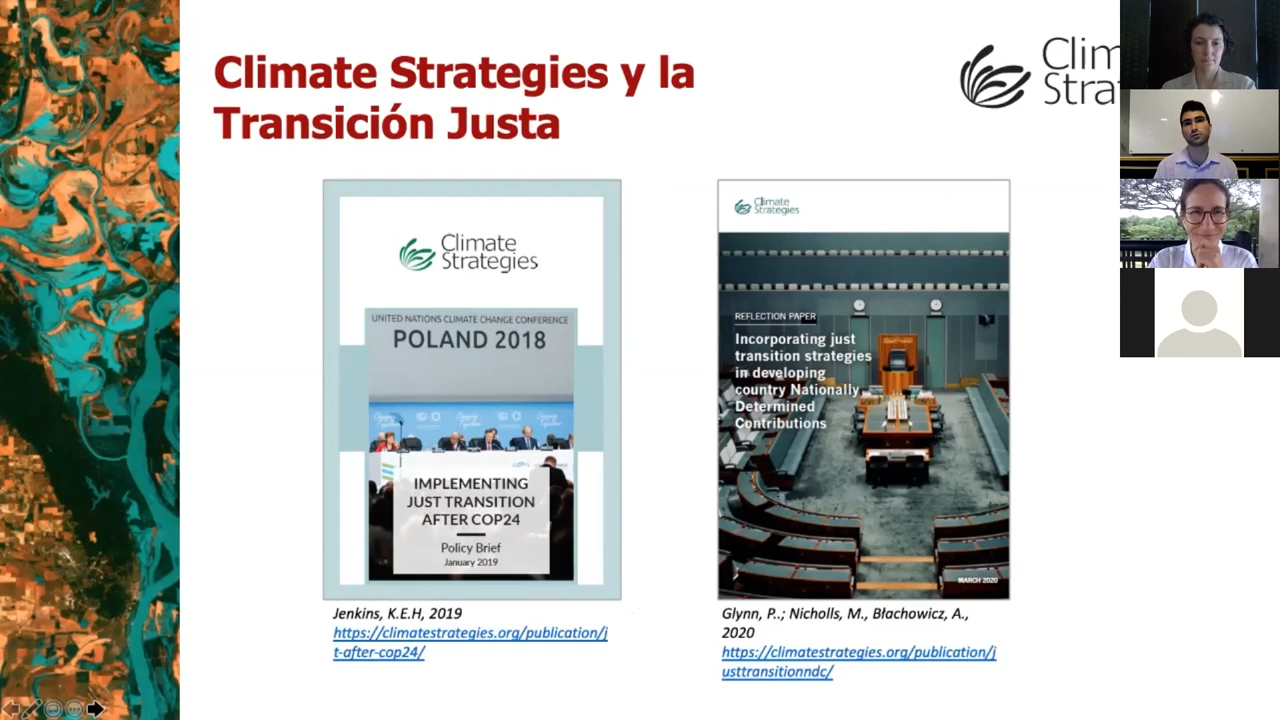 Climate Strategies y la
Transición Justa
Clim
Stra
Climate
Strategies
UNITED NATIONS CLIMATE CHANGE CONFERENCE
POLAND 2018
IMPLEMENTING
JUST TRANSITION
AFTER COP24
Policy Brief
January 2019
Jenkins, K.E.H, 2019
https://climatestrategies.org/publication/j
t-after-cop24/
Climate
Strategies
REFLECTION PAPER
Incorporating just
transition strategies
in developing
country Nationally
Determined
Contributions
MARCH 2020
Glynn, P..; Nicholls, M., Błachowicz, A.,
2020
https://climatestrategies.org/publication/j
usttransitionndc/